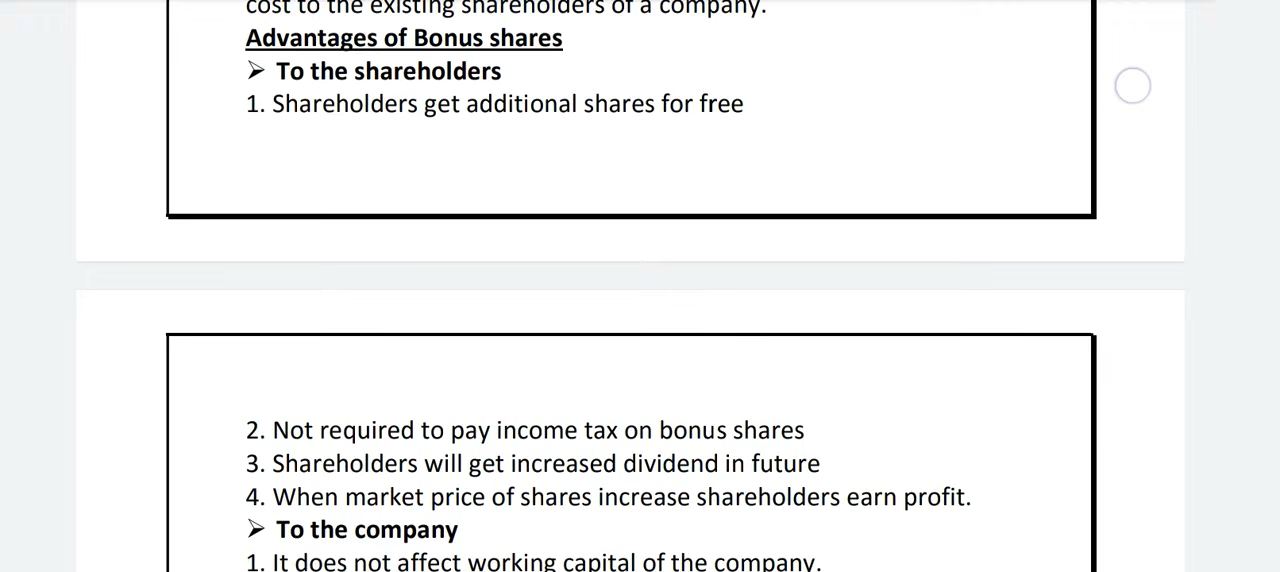 cost to the existing shareholders of a company.
Advantages of Bonus shares
➢ To the shareholders
1. Shareholders get additional shares for free
2. Not required to pay income tax on bonus shares
3. Shareholders will get increased dividend in future
4. When market price of shares increase shareholders earn profit.
➢ To the company
1. It does not affect working capital of the company.